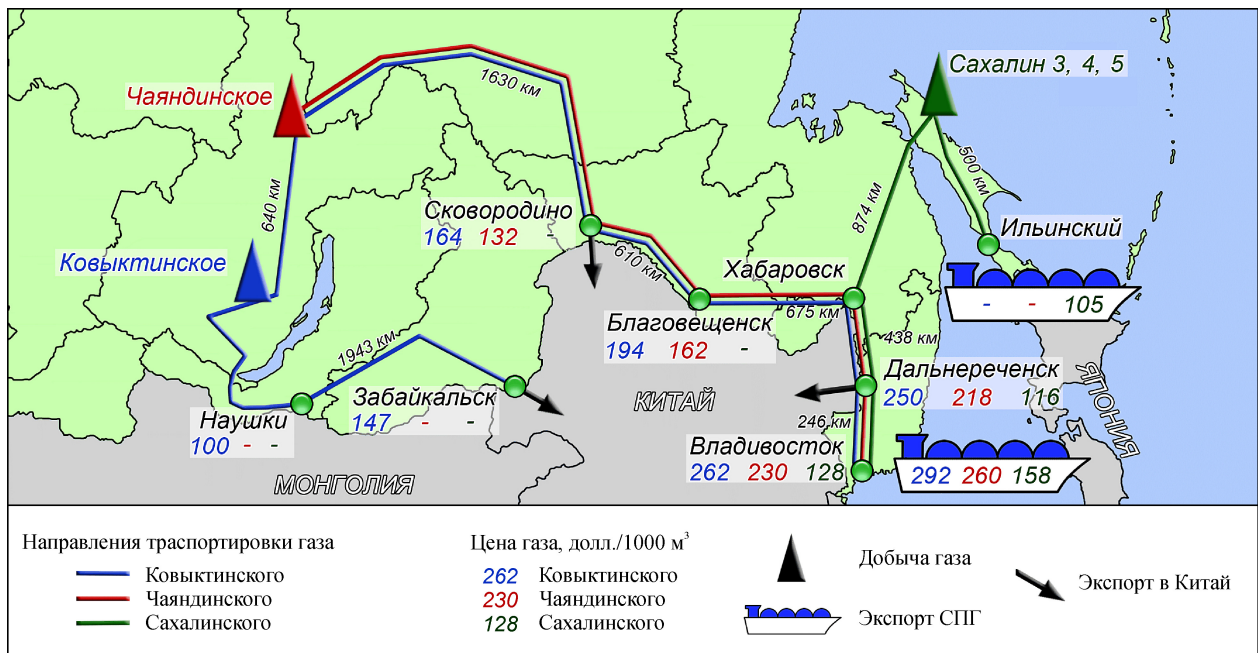 Сахалин 3, 4, 5
Чаяндинское
1630 км
640 км
500 км
874 км
Сковородино
164 132 -
Ильинский
Ковыктинское
610 км
Хабаровск
- - 105
675 км
Благовещенск
194 162 -
438 км
1943 км
Дальнереченск
250 218 116
ЯПОНИЯ
Забайкальск
147 - -
КИТАЙ
Наушки
100 - -
246 км
Владивосток
262 230 128
292 260 158
МОНГОЛИЯ
Направления траспортировки газа
Ковыктинского
Чаяндинского
Сахалинского
Цена газа, долл./1000 м³
262 Ковыктинского
230 Чаяндинского
128 Сахалинского
Добыча газа
Экспорт СПГ
Экспорт в Китай